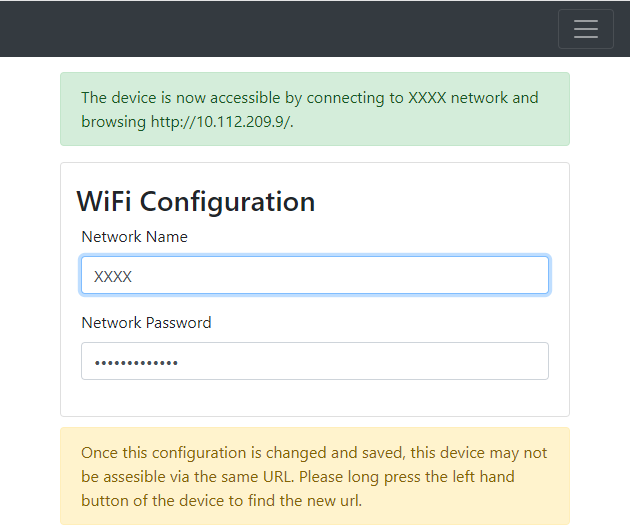 The device is now accessible by connecting to XXXX network and
browsing http://10.112.209.9/.
WiFi Configuration
Network Name
XXXX
Network Password
•••••••••••••
Once this configuration is changed and saved, this device may not
be assesible via the same URL. Please long press the left hand
button of the device to find the new url.